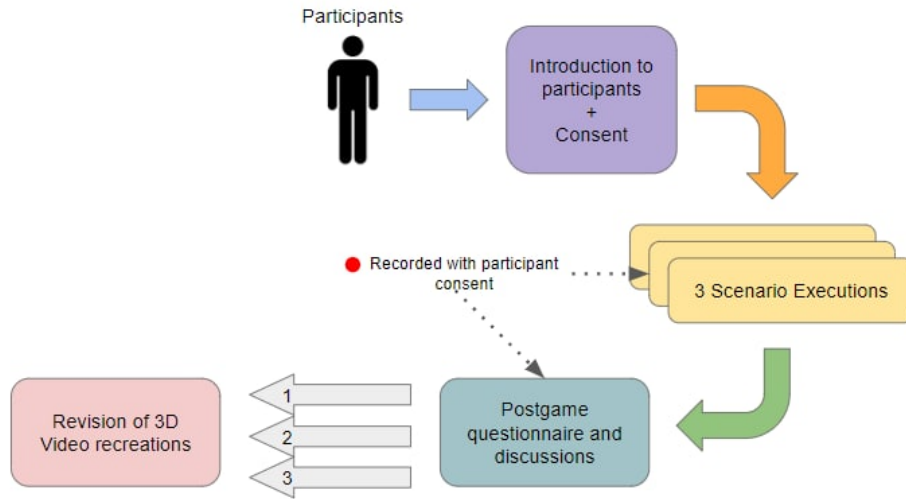 Participants
Introduction to
participants
+
Consent
Recorded with participant
consent
3 Scenario Executions
1
2
3
Revision of 3D
Video recreations
Postgame
questionnaire and
discussions